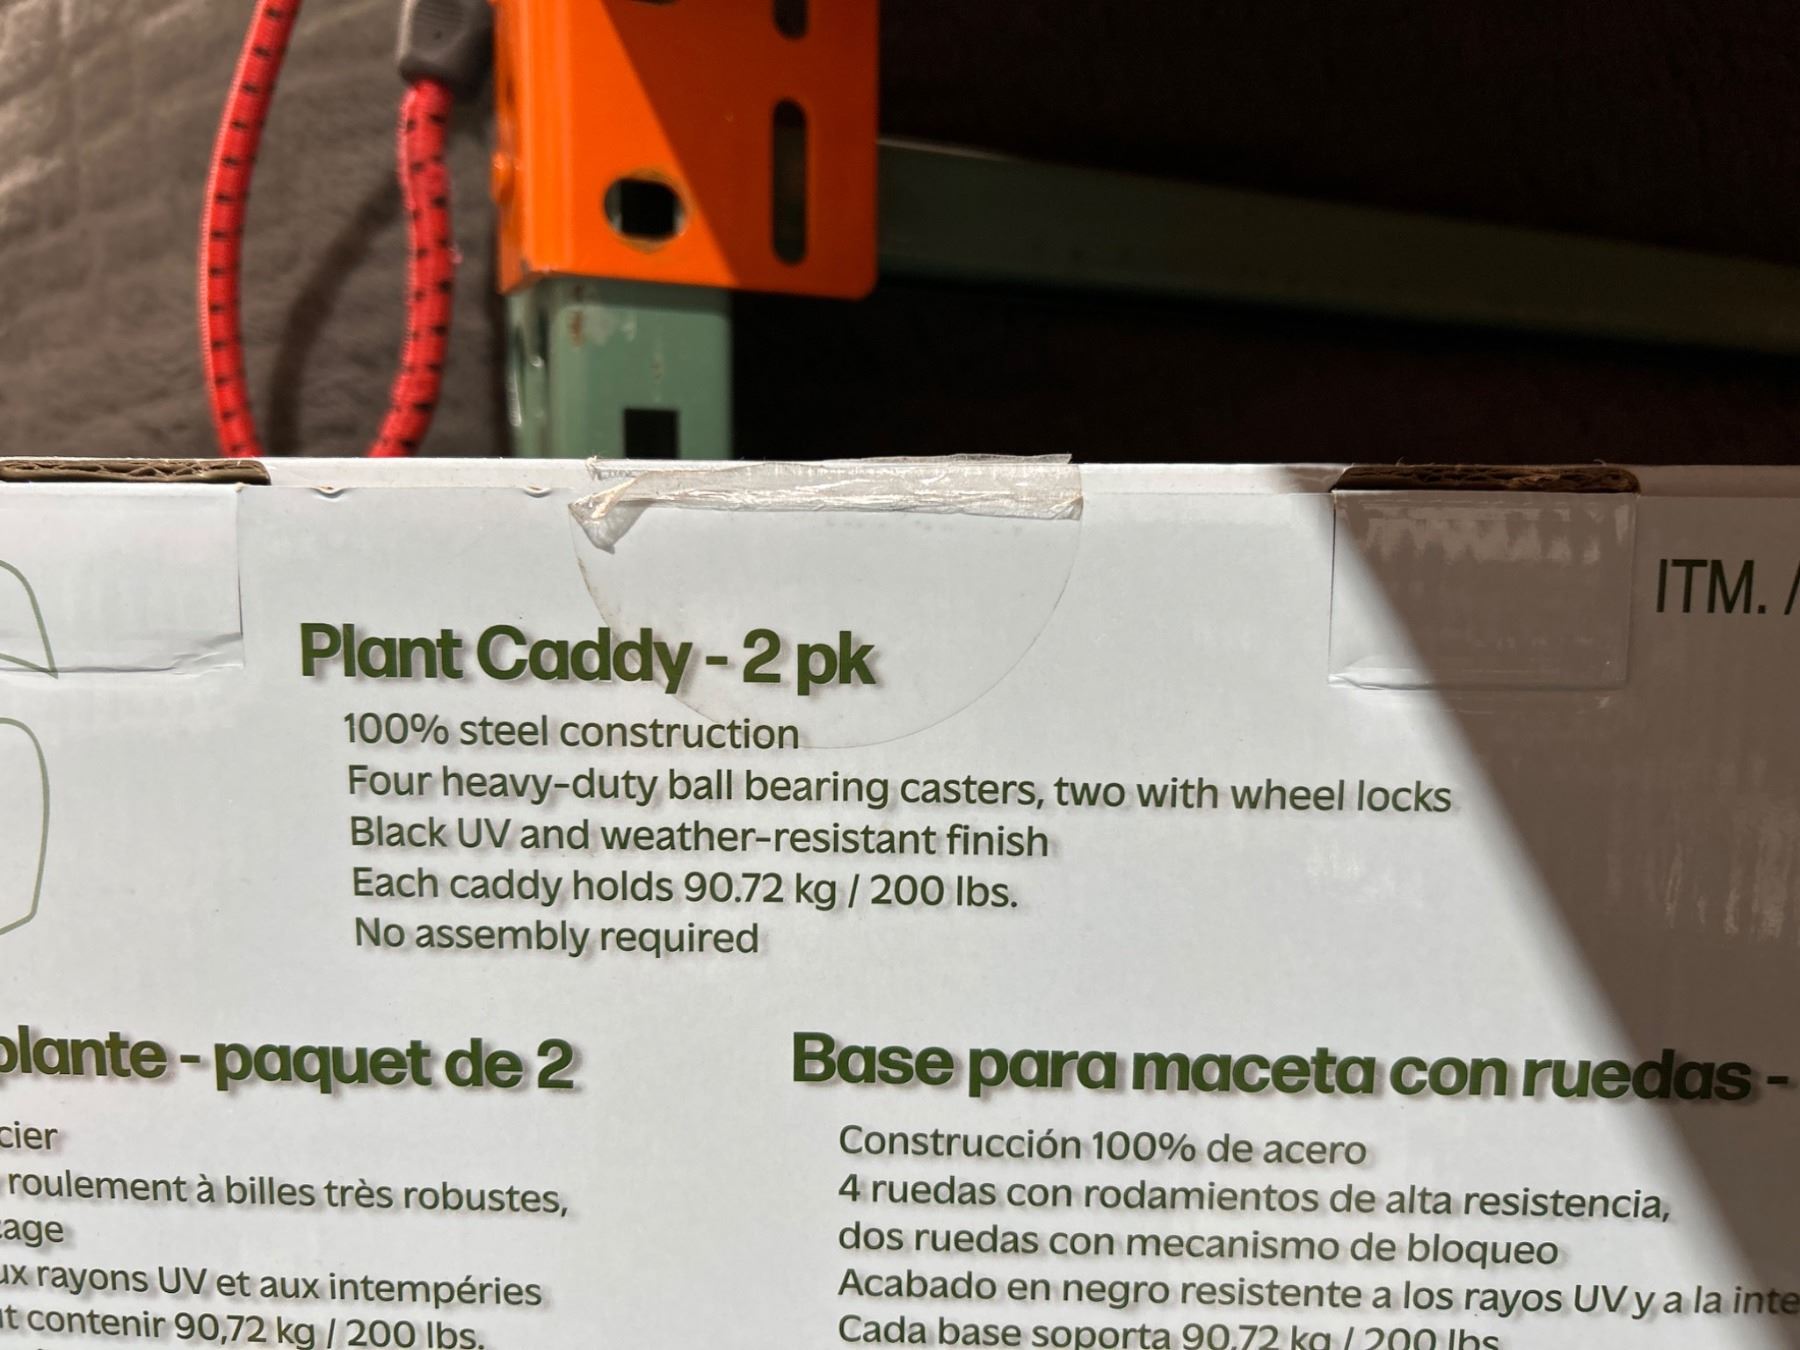 ITM. /
Plant Caddy - 2 pk
100% steel construction
Four heavy-duty ball bearing casters, two with wheel locks
Black UV and weather-resistant finish
Each caddy holds 90.72 kg / 200 lbs.
No assembly required
plante - paquet de 2
cier
roulement à billes très robustes,
cage
ux rayons UV et aux intempéries
t contenir 90,72 kg / 200 lbs.
Base para maceta con ruedas -
Construcción 100% de acero
4 ruedas con rodamientos de alta resistencia,
dos ruedas con mecanismo de bloqueo
Acabado en negro resistente a los rayos UV y a la inte
Cada base soporta 90,72 kg / 200 lbs